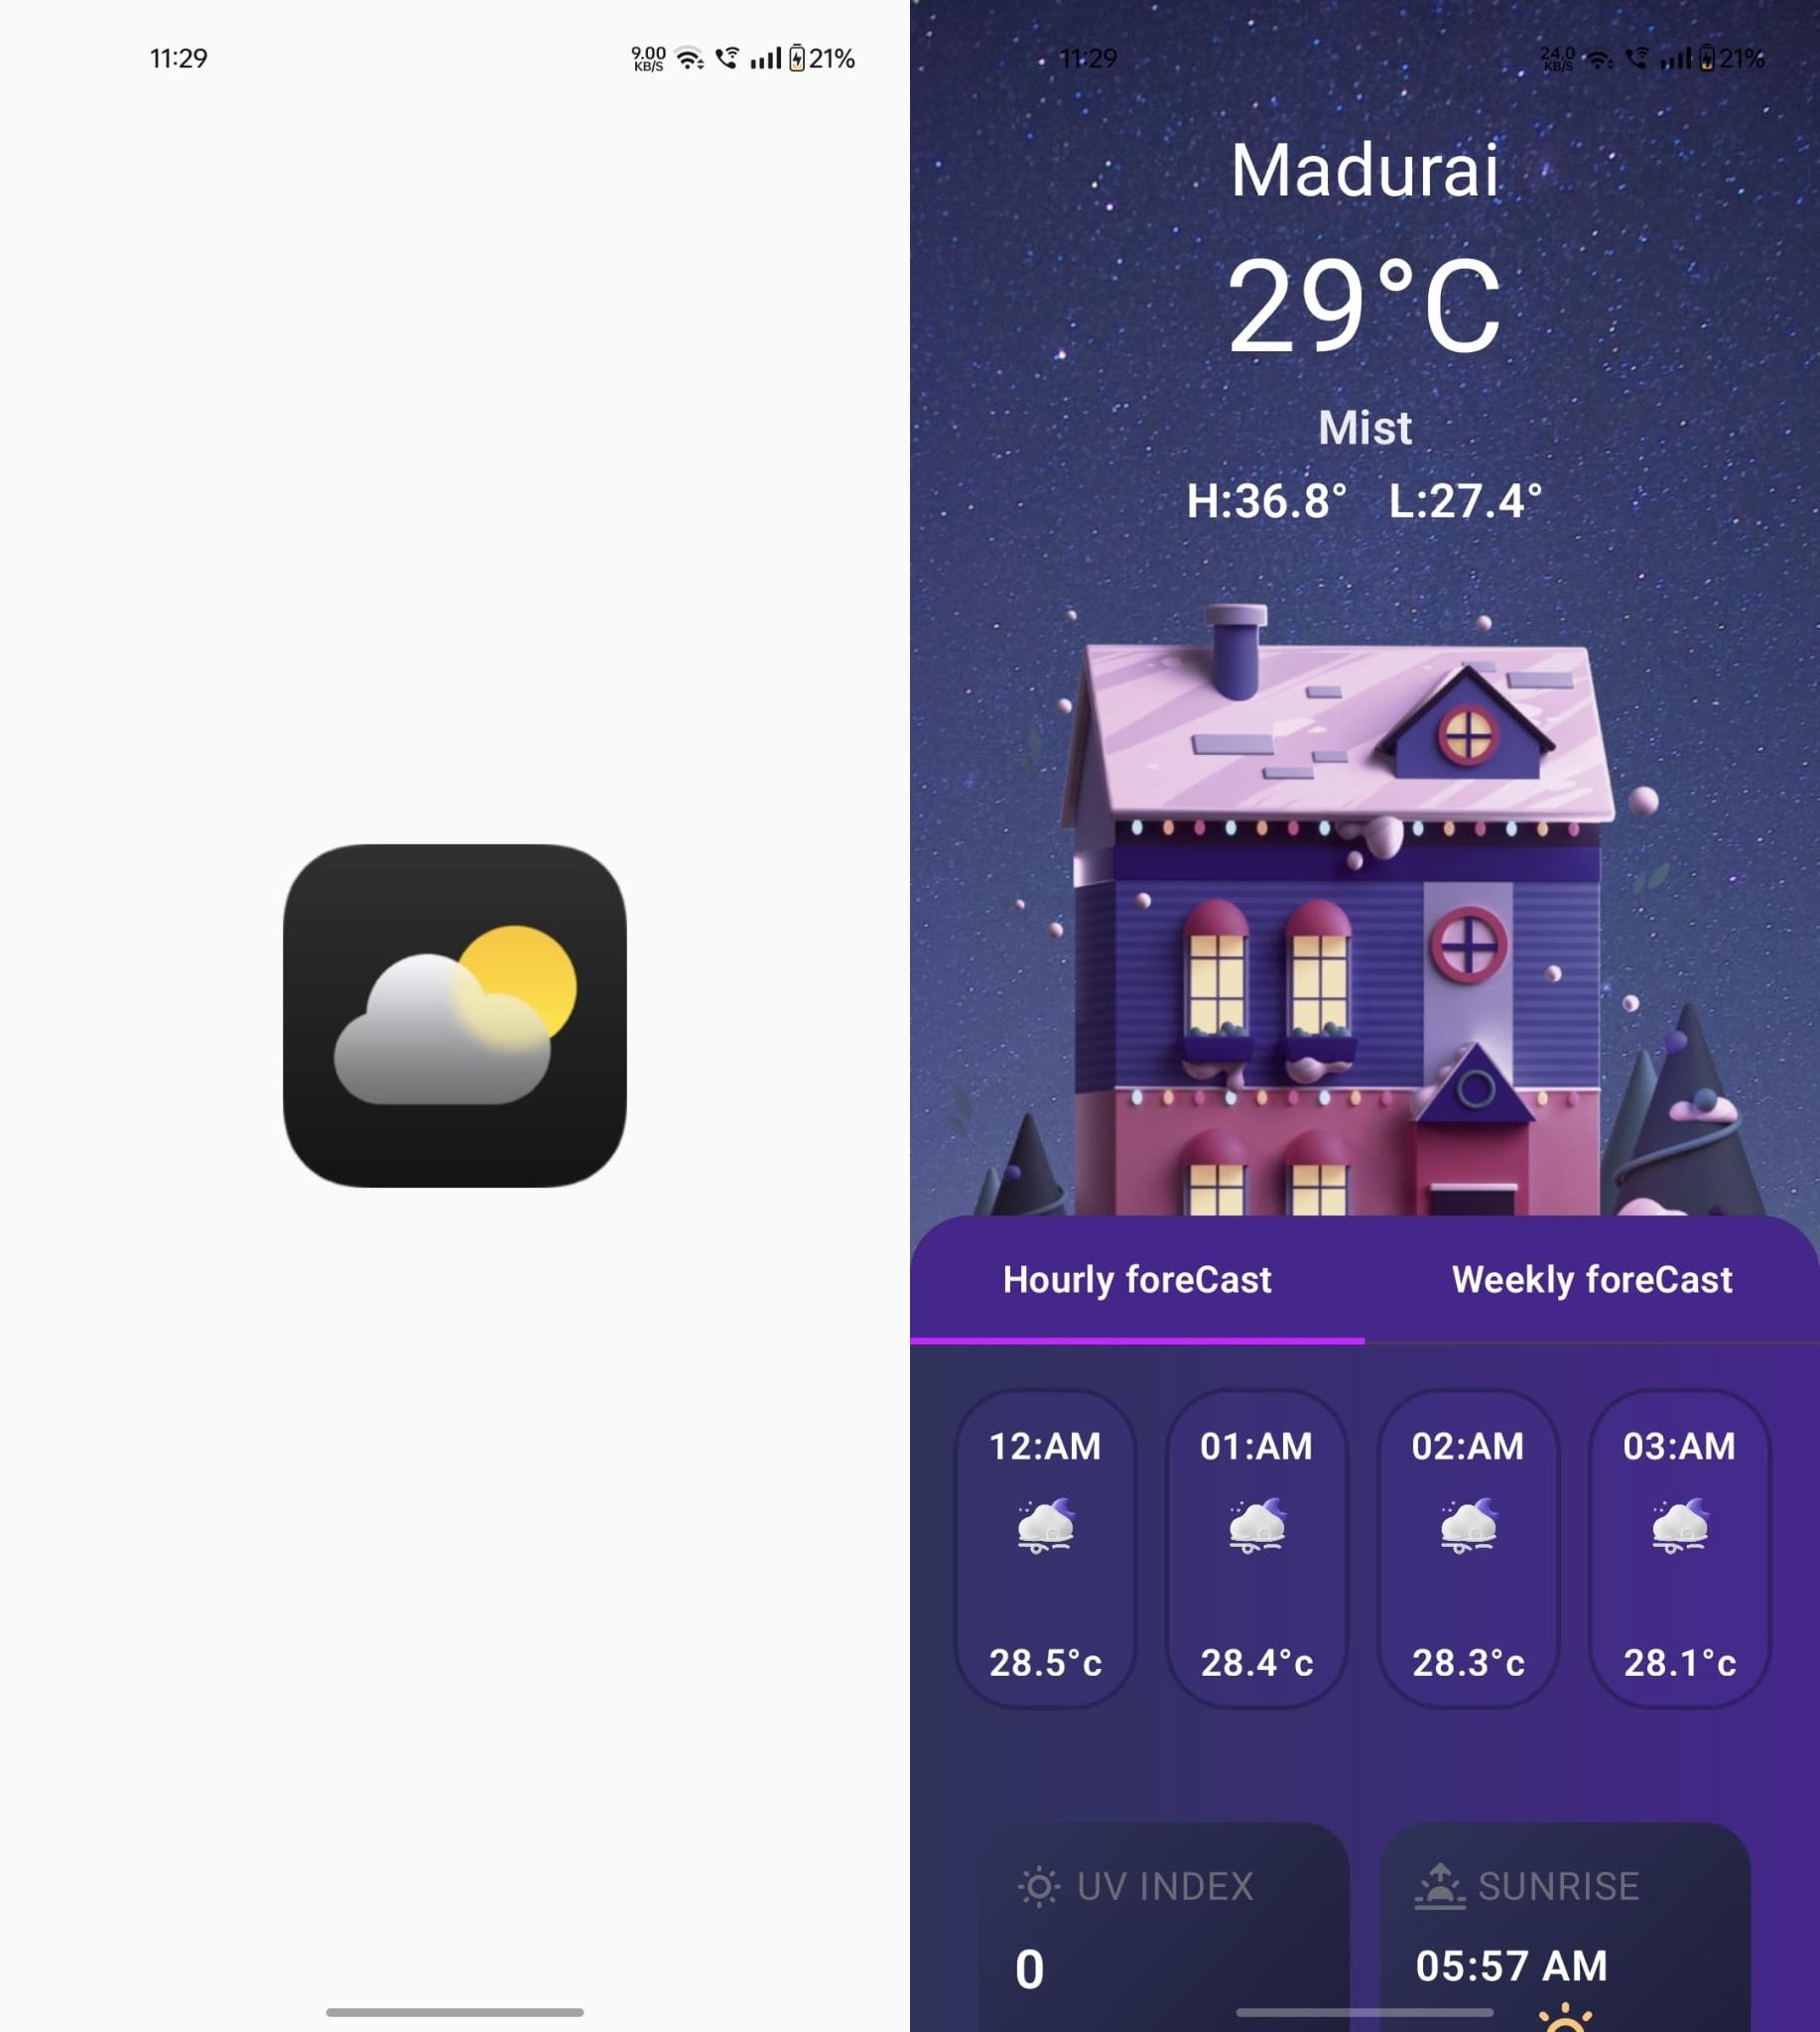 11:29 9.00 KB/S 21%
11:29 24.0 KB/S 21%
Madurai
29°C
Mist
H:36.8° L:27.4°
Hourly foreCast Weekly foreCast
12:AM 01:AM 02:AM 03:AM
28.5°c 28.4°c 28.3°c 28.1°c
UV INDEX SUNRISE
0 05:57 AM